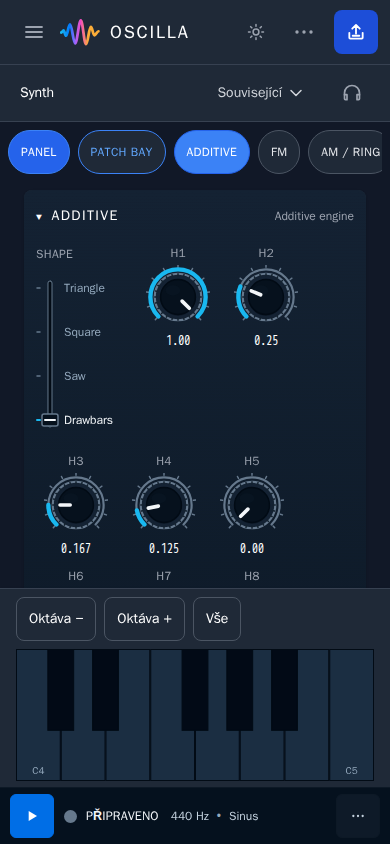 OSCILLA
Synth Související
PANEL PATCH BAY ADDITIVE FM AM / RING
▾ ADDITIVE Additive engine
SHAPE H1 H2
Triangle
Square
1.00 0.25
Saw
Drawbars
H3 H4 H5
0.167 0.125 0.00
H6 H7 H8
Oktáva − Oktáva + Vše
C4 C5
PŘIPRAVENO 440 Hz • Sinus